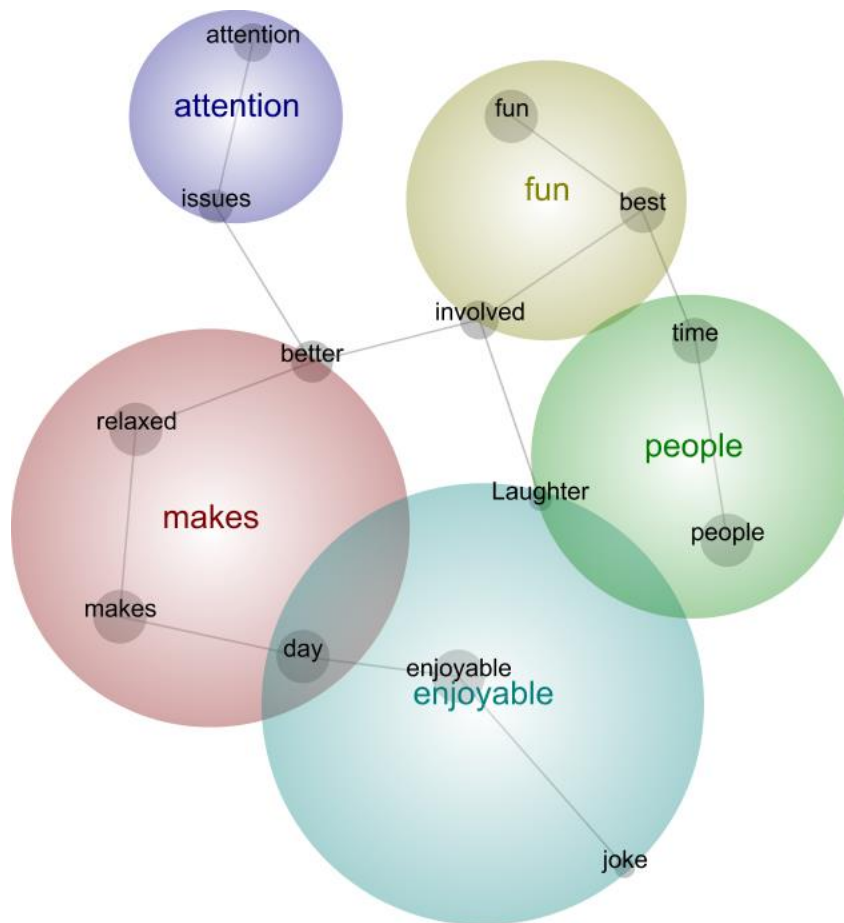 attention
attention
fun
fun
issues
best
involved
time
better
relaxed
people
Laughter
makes
people
makes
day
enjoyable
enjoyable
joke